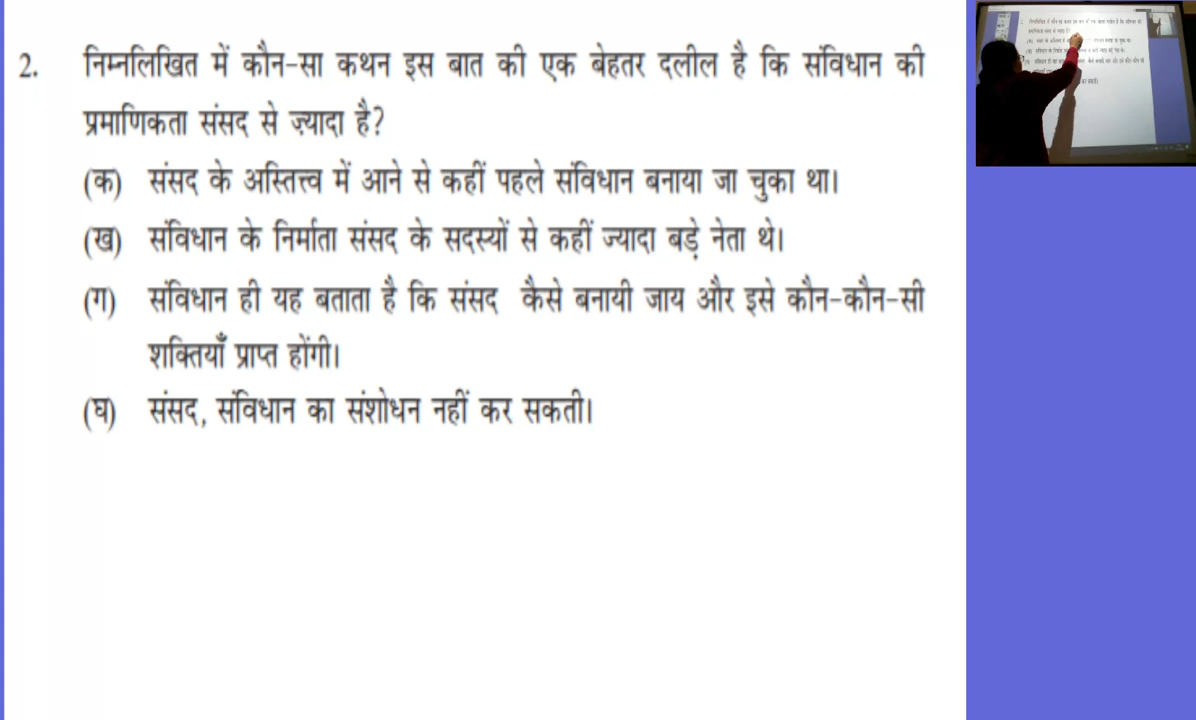 2. निम्नलिखित में कौन-सा कथन इस बात की एक बेहतर दलील है कि संविधान की
प्रमाणिकता संसद से ज़्यादा है?
(क) संसद के अस्तित्त्व में आने से कहीं पहले संविधान बनाया जा चुका था।
(ख) संविधान के निर्माता संसद के सदस्यों से कहीं ज्यादा बड़े नेता थे।
(ग) संविधान ही यह बताता है कि संसद कैसे बनायी जाय और इसे कौन-कौन-सी
शक्तियाँ प्राप्त होंगी।
(घ) संसद, संविधान का संशोधन नहीं कर सकती।